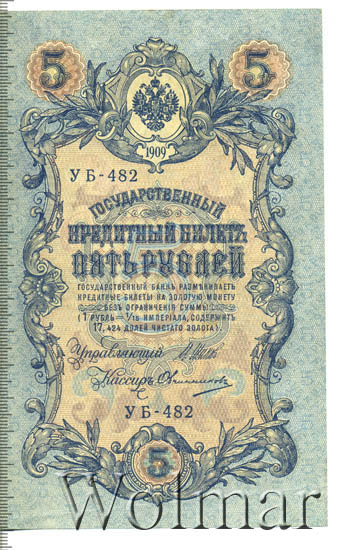 5 5
1909
УБ-482
ГОСУДАРСТВЕННЫЙ
КРЕДИТНЫЙ БИЛЕТЪ
ПЯТЬ РУБЛЕЙ
ГОСУДАРСТВЕННЫЙ БАНКЪ РАЗМѢНИВАЕТЪ
КРЕДИТНЫЕ БИЛЕТЫ НА ЗОЛОТУЮ МОНЕТУ
БЕЗЪ ОГРАНИЧЕНІЯ СУММЫ
(1 РУБЛЬ = 1/15 ИМПЕРІАЛА, СОДЕРЖИТЪ
17,424 ДОЛЕЙ ЧИСТАГО ЗОЛОТА).
Управляющій
Кассиръ Овчинниковъ
УБ-482
5
Wolmar